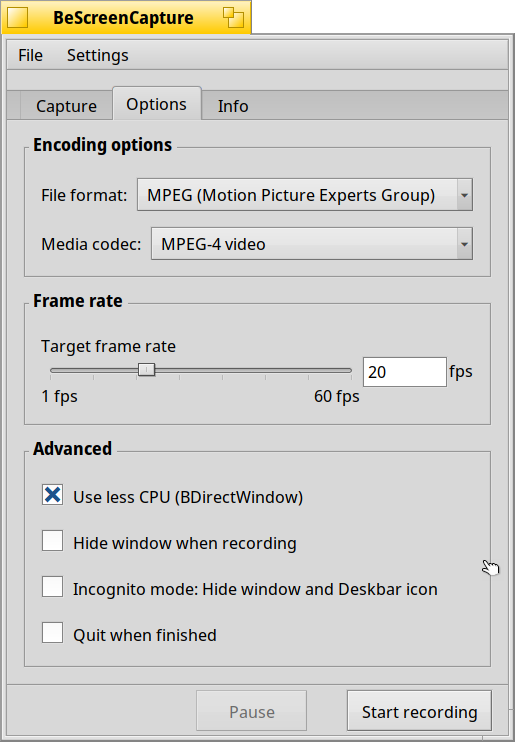 BeScreenCapture
File Settings
Capture Options Info
Encoding options
File format: MPEG (Motion Picture Experts Group)
Media codec: MPEG-4 video
Frame rate
Target frame rate
20 fps
1 fps 60 fps
Advanced
Use less CPU (BDirectWindow)
Hide window when recording
Incognito mode: Hide window and Deskbar icon
Quit when finished
Pause Start recording